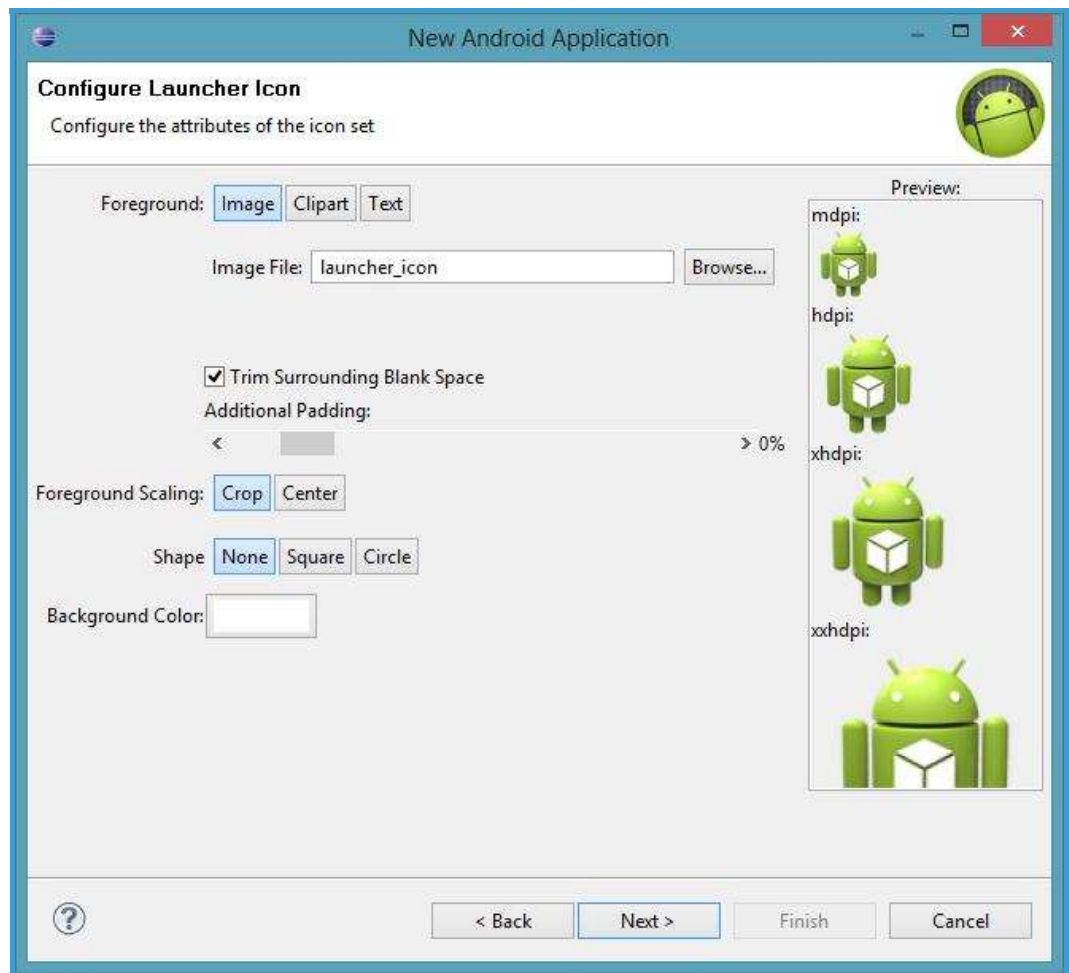 New Android Application
Configure Launcher Icon
Configure the attributes of the icon set
Foreground: Image Clipart Text
Image File: launcher_icon Browse...
Trim Surrounding Blank Space
Additional Padding:
< > 0%
Foreground Scaling: Crop Center
Shape None Square Circle
Background Color:
Preview:
mdpi:
hdpi:
xhdpi:
xxhdpi:
? < Back Next > Finish Cancel